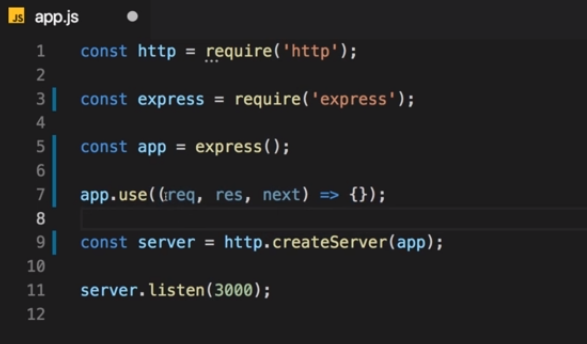 JS app.js
1 const http = require('http');
2
3 const express = require('express');
4
5 const app = express();
6
7 app.use((req, res, next) => {});
8
9 const server = http.createServer(app);
10
11 server.listen(3000);
12